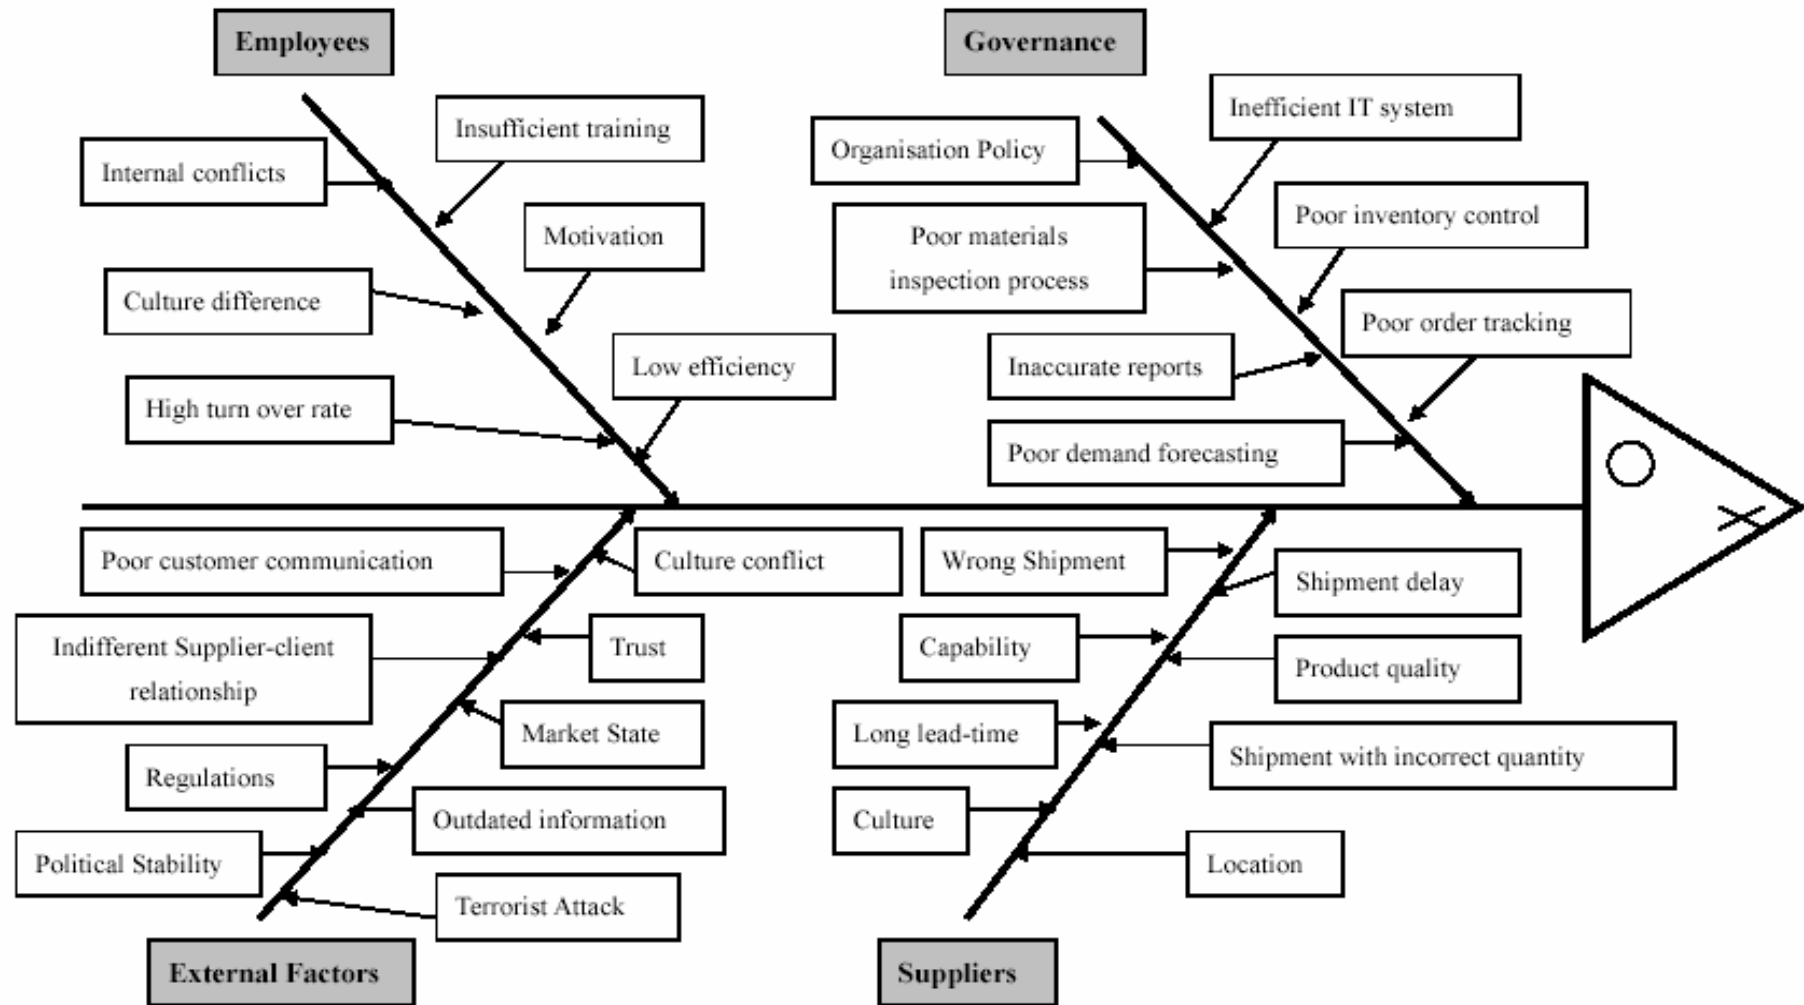 Employees
Governance
Insufficient training
Internal conflicts
Motivation
Culture difference
Low efficiency
High turn over rate
Inefficient IT system
Organisation Policy
Poor inventory control
Poor materials
inspection process
Poor order tracking
Inaccurate reports
Poor demand forecasting
Poor customer communication
Culture conflict
Indifferent Supplier-client
relationship
Trust
Market State
Regulations
Outdated information
Political Stability
Terrorist Attack
External Factors
Wrong Shipment
Shipment delay
Capability
Product quality
Long lead-time
Shipment with incorrect quantity
Culture
Location
Suppliers